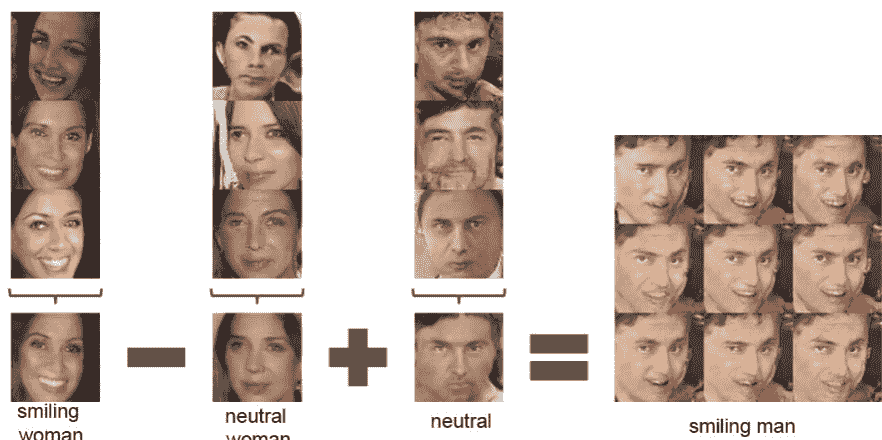 smiling
woman
neutral
woman
neutral
smiling man